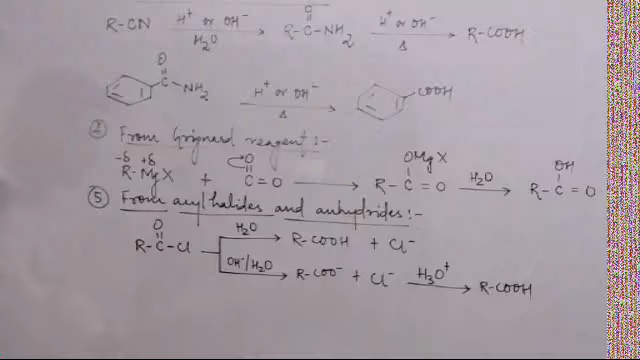 R-CN H⁺ or OH⁻ / H₂O → R-C(=O)-NH₂ H⁺ or OH⁻ / Δ → R-COOH
O ‖ C-NH₂ H⁺ or OH⁻ / Δ → COOH
② From Grignard reagent :-
-δ +δ R-MgX + O=C=O → R-C(OMgX)=O H₂O → R-C(OH)=O
⑤ From acyl halides and anhydrides :-
R-C(=O)-Cl H₂O → R-COOH + Cl⁻
OH⁻/H₂O → R-COO⁻ + Cl⁻ H₃O⁺ → R-COOH